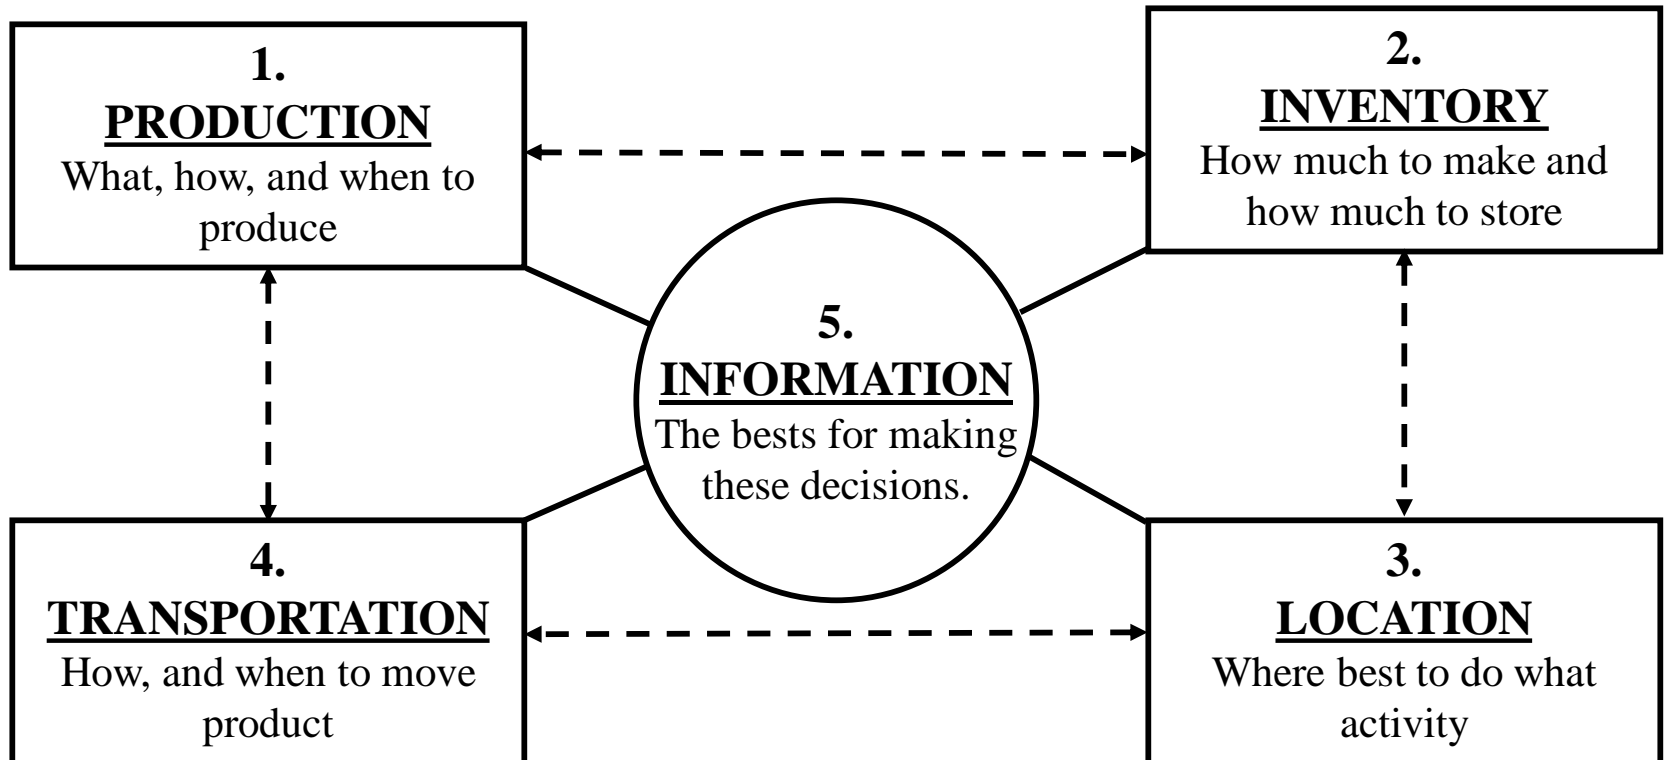 1.
PRODUCTION
What, how, and when to
produce
2.
INVENTORY
How much to make and
how much to store
5.
INFORMATION
The bests for making
these decisions.
4.
TRANSPORTATION
How, and when to move
product
3.
LOCATION
Where best to do what
activity